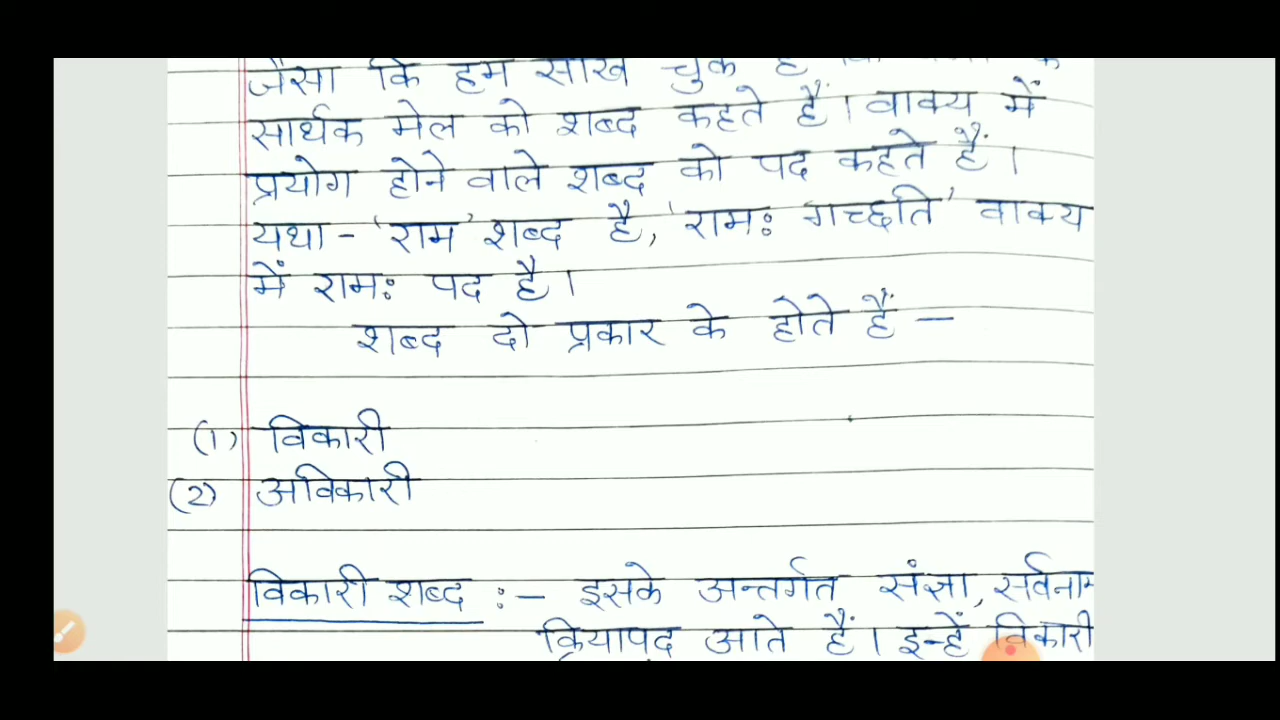 जैसा कि हम सीख चुके हैं
सार्थक मेल को शब्द कहते हैं। वाक्य में
प्रयोग होने वाले शब्द को पद कहते हैं।
यथा - 'राम' शब्द है, 'रामः गच्छति' वाक्य
में रामः पद है।
शब्द दो प्रकार के होते हैं —
(1) विकारी
(2) अविकारी
विकारी शब्द :- इसके अन्तर्गत संज्ञा, सर्वनाम
क्रियापद आते हैं। इन्हें विकारी